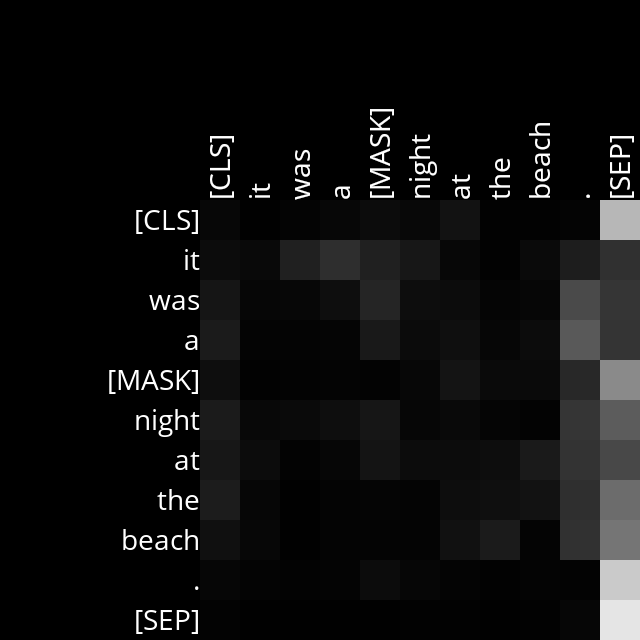 [CLS] it was a [MASK] night at the beach . [SEP]
[CLS]
it
was
a
[MASK]
night
at
the
beach
.
[SEP]